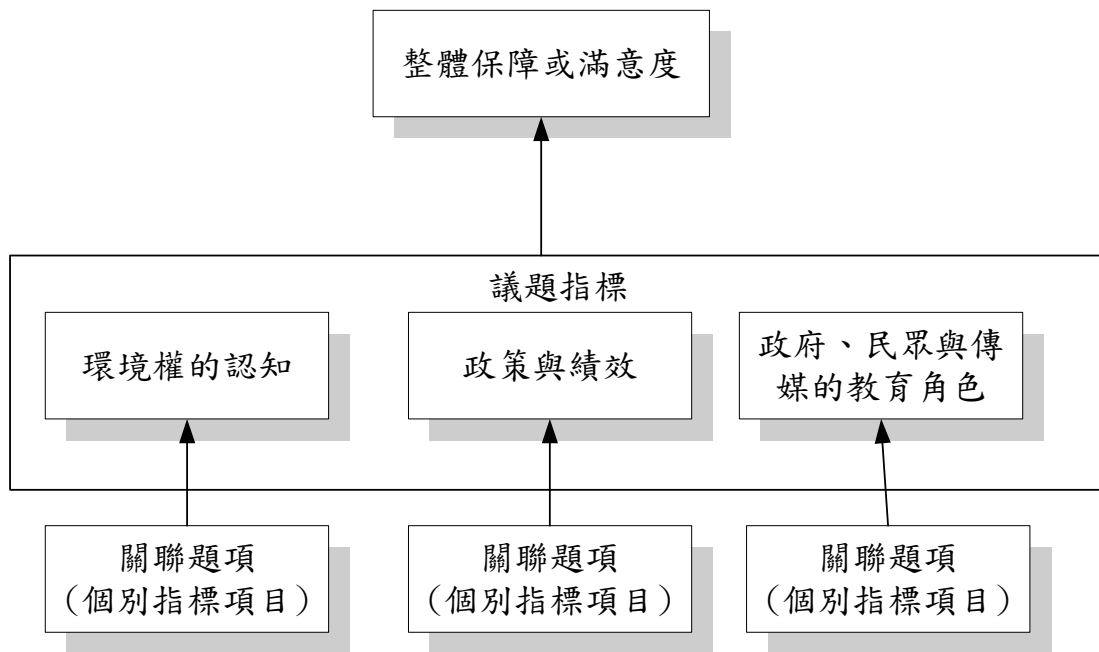 整體保障或滿意度
議題指標
環境權的認知
政策與績效
政府、民眾與傳
媒的教育角色
關聯題項
（個別指標項目）
關聯題項
（個別指標項目）
關聯題項
（個別指標項目）